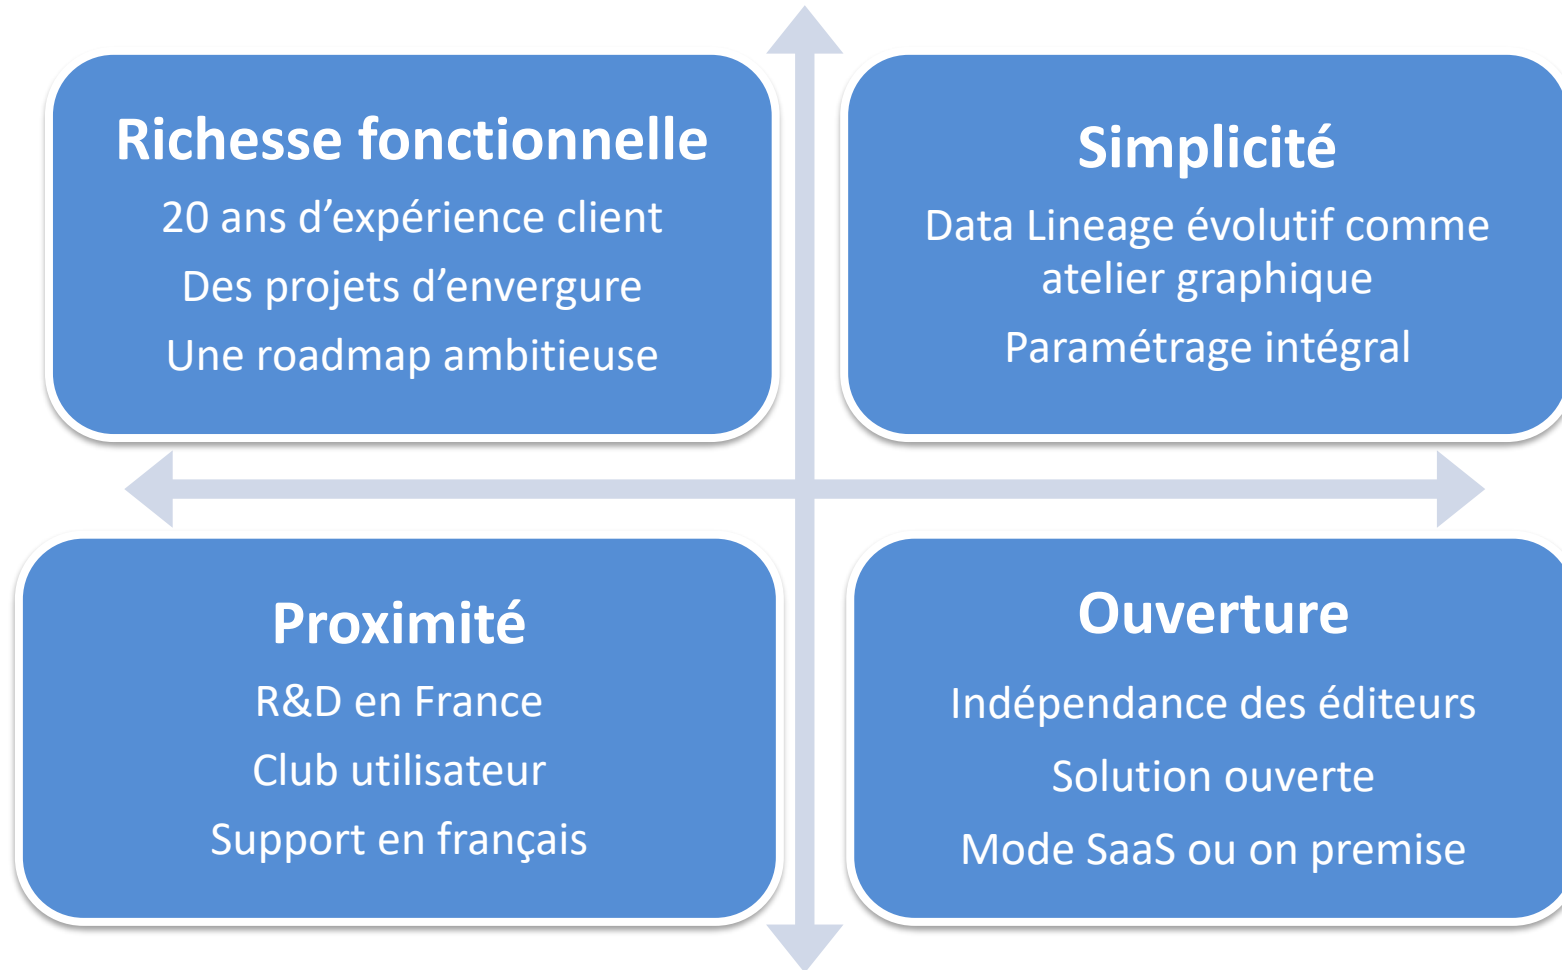 Richesse fonctionnelle
20 ans d’expérience client
Des projets d’envergure
Une roadmap ambitieuse
Simplicité
Data Lineage évolutif comme
atelier graphique
Paramétrage intégral
Proximité
R&D en France
Club utilisateur
Support en français
Ouverture
Indépendance des éditeurs
Solution ouverte
Mode SaaS ou on premise